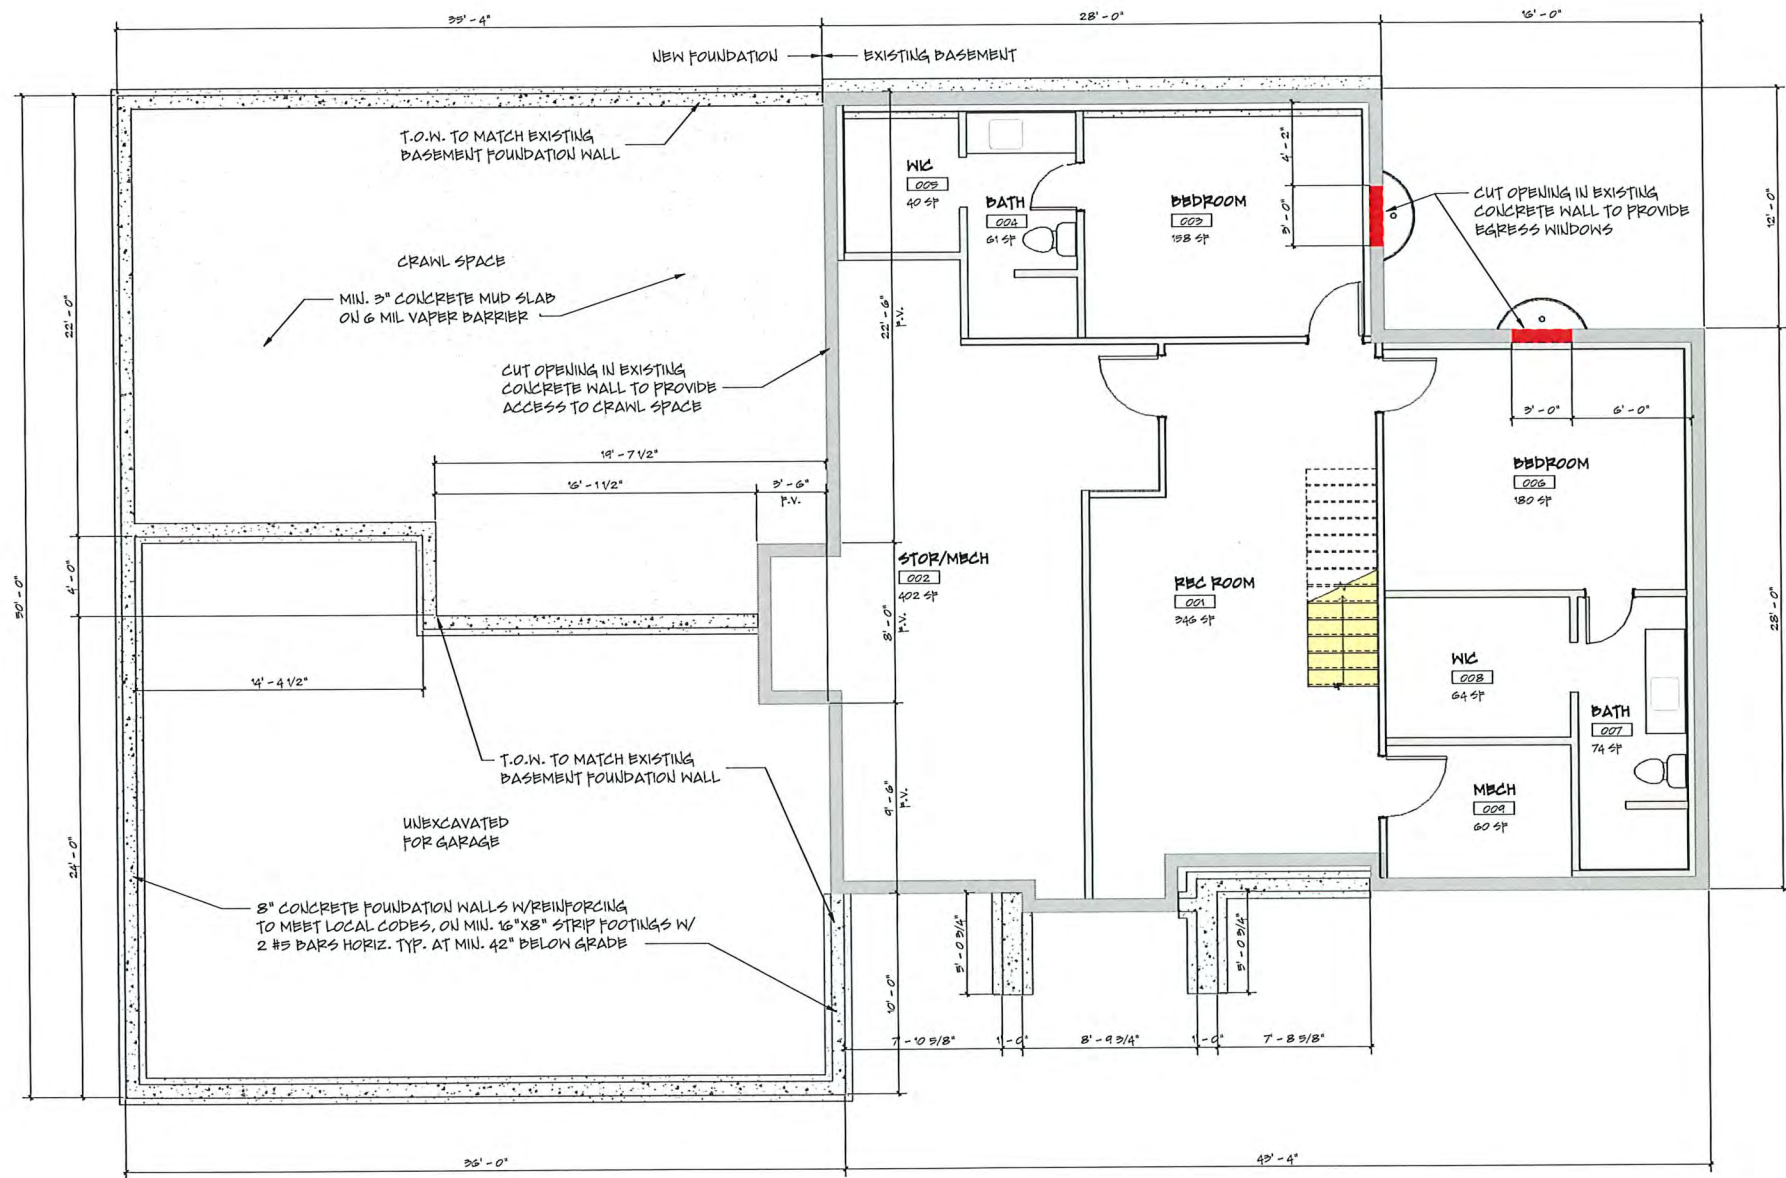 35'-4"
28'-0"
16'-0"
NEW FOUNDATION
EXISTING BASEMENT
T.O.W. TO MATCH EXISTING
BASEMENT FOUNDATION WALL
4'-2"
WIC
005
40 SF
BATH
004
61 SF
BEDROOM
003
158 SF
3'-0"
CUT OPENING IN EXISTING
CONCRETE WALL TO PROVIDE
EGRESS WINDOWS
12'-0"
CRAWL SPACE
MIN. 3" CONCRETE MUD SLAB
ON 6 MIL VAPER BARRIER
22'-0"
22'-6"
F.V.
CUT OPENING IN EXISTING
CONCRETE WALL TO PROVIDE
ACCESS TO CRAWL SPACE
3'-0"
6'-0"
19'-7 1/2"
16'-1 1/2"
3'-6"
F.V.
BEDROOM
006
180 SF
STOR/MECH
002
402 SF
REC ROOM
001
346 SF
4'-0"
8'-0"
F.V.
28'-0"
14'-4 1/2"
WIC
008
64 SF
BATH
007
74 SF
T.O.W. TO MATCH EXISTING
BASEMENT FOUNDATION WALL
9'-6"
F.V.
MECH
009
60 SF
UNEXCAVATED
FOR GARAGE
24'-0"
8" CONCRETE FOUNDATION WALLS W/REINFORCING
TO MEET LOCAL CODES, ON MIN. 16"X8" STRIP FOOTINGS W/
2 #5 BARS HORIZ. TYP. AT MIN. 42" BELOW GRADE
5'-0 3/4"
5'-0 3/4"
10'-0"
7'-10 5/8"
1'-0"
8'-9 3/4"
1'-0"
7'-8 5/8"
36'-0"
43'-4"